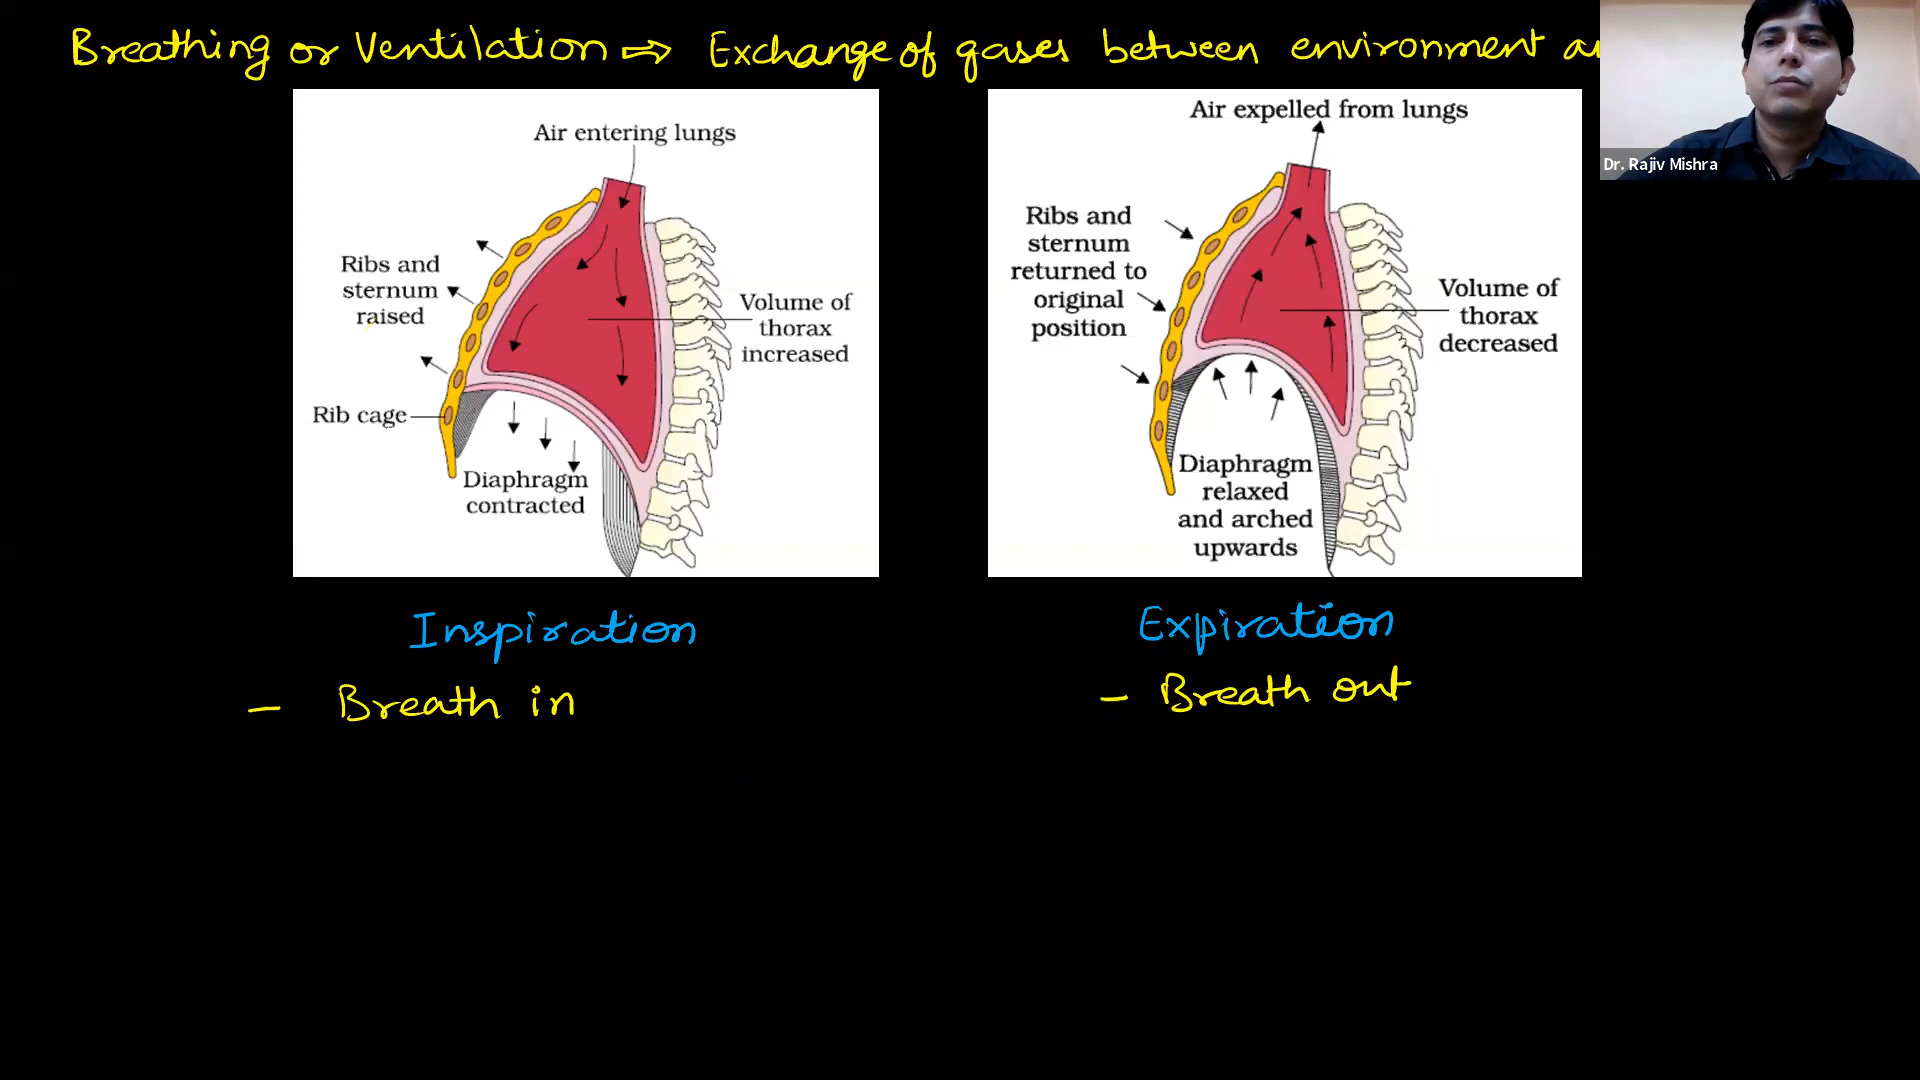 Breathing or Ventilation ⇒ Exchange of gases between environment
Dr. Rajiv Mishra
Air entering lungs
Ribs and
sternum
raised
Rib cage
Diaphragm
contracted
Volume of
thorax
increased
Air expelled from lungs
Ribs and
sternum
returned to
original
position
Volume of
thorax
decreased
Diaphragm
relaxed
and arched
upwards
Inspiration
- Breath in
Expiration
- Breath out